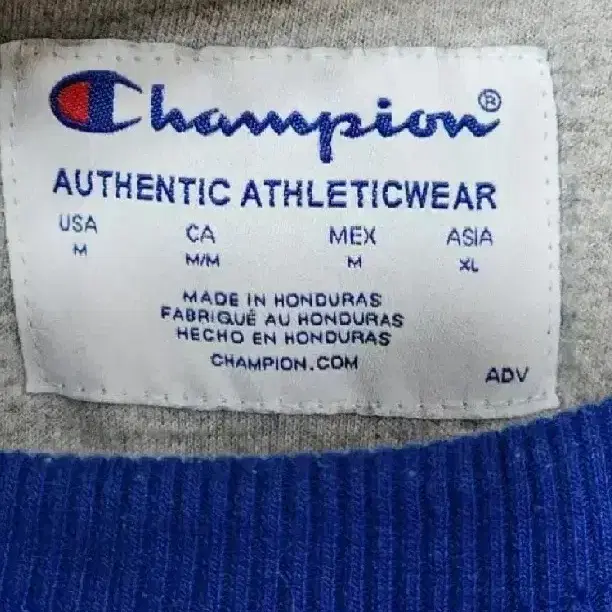 Champion®
AUTHENTIC ATHLETICWEAR
USA CA MEX ASIA
M M/M M XL
MADE IN HONDURAS
FABRIQUÉ AU HONDURAS
HECHO EN HONDURAS
CHAMPION.COM
ADV